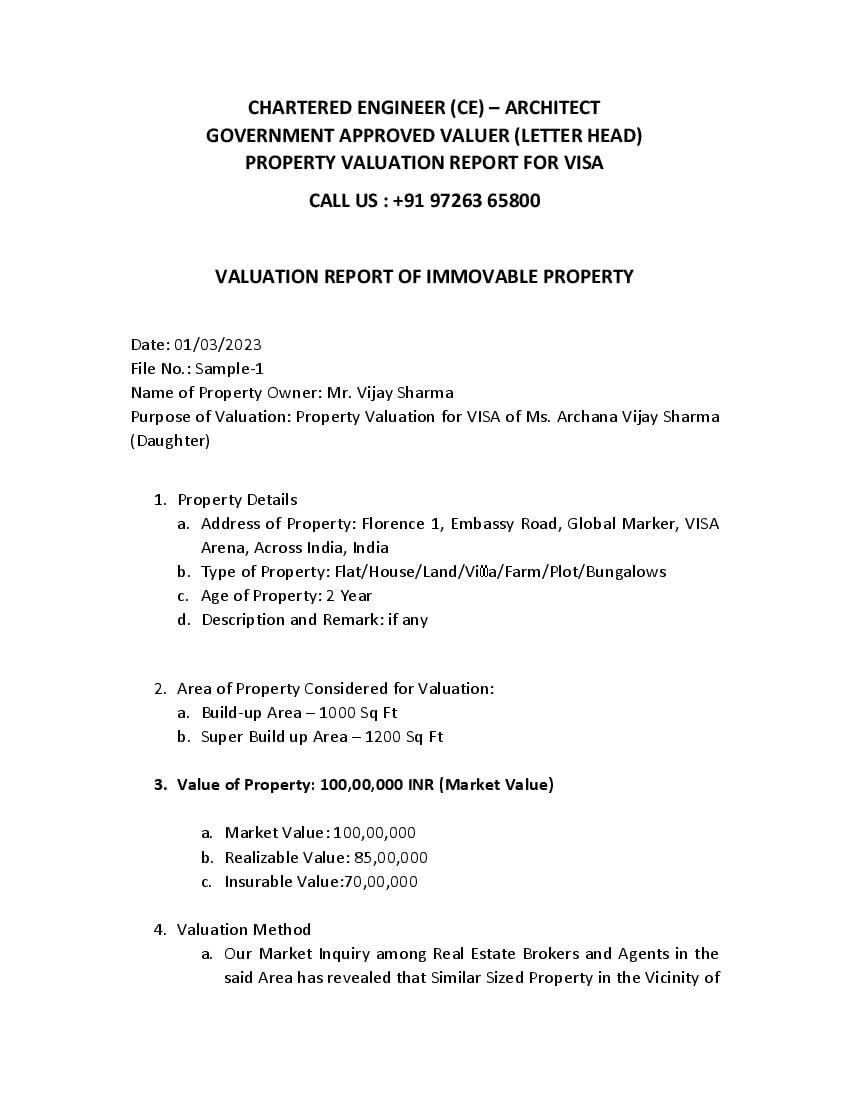 CHARTERED ENGINEER (CE) – ARCHITECT
GOVERNMENT APPROVED VALUER (LETTER HEAD)
PROPERTY VALUATION REPORT FOR VISA
CALL US : +91 97263 65800
VALUATION REPORT OF IMMOVABLE PROPERTY
Date: 01/03/2023
File No.: Sample-1
Name of Property Owner: Mr. Vijay Sharma
Purpose of Valuation: Property Valuation for VISA of Ms. Archana Vijay Sharma
(Daughter)
1. Property Details
a. Address of Property: Florence 1, Embassy Road, Global Marker, VISA
Arena, Across India, India
b. Type of Property: Flat/House/Land/Villa/Farm/Plot/Bungalows
c. Age of Property: 2 Year
d. Description and Remark: if any
2. Area of Property Considered for Valuation:
a. Build-up Area – 1000 Sq Ft
b. Super Build up Area – 1200 Sq Ft
3. Value of Property: 100,00,000 INR (Market Value)
a. Market Value: 100,00,000
b. Realizable Value: 85,00,000
c. Insurable Value:70,00,000
4. Valuation Method
a. Our Market Inquiry among Real Estate Brokers and Agents in the
said Area has revealed that Similar Sized Property in the Vicinity of